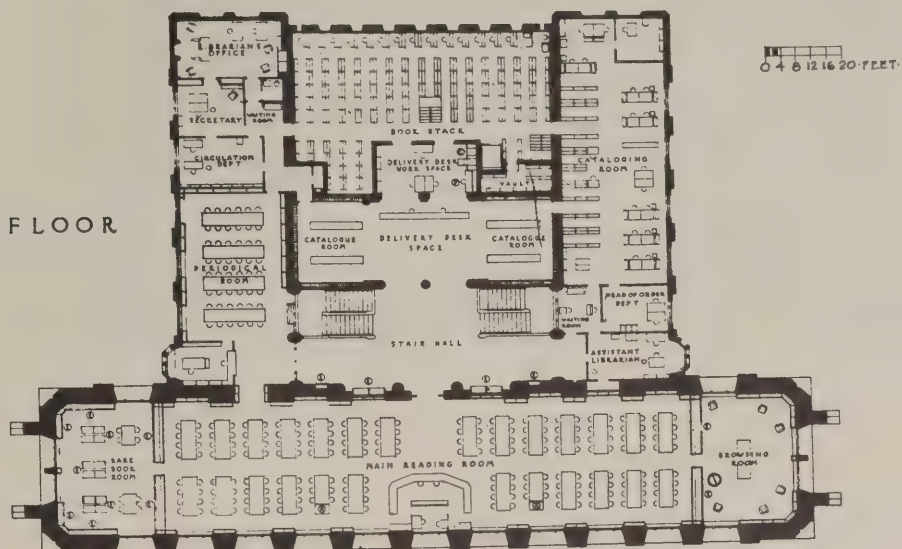 LIBRARIAN'S
OFFICE
SECRETARY
WAITING
ROOM
CIRCULATION
DEPT
BOOK STACK
DELIVERY DESK
WORK SPACE
VAULT
CATALOGING
ROOM
0 4 8 12 16 20·FEET·
FLOOR
PERIODICAL
ROOM
CATALOGUE
ROOM
DELIVERY DESK
SPACE
CATALOGUE
ROOM
STAIR HALL
WAITING
ROOM
HEAD OF ORDER
DEPT
ASSISTANT
LIBRARIAN
RARE
BOOK
ROOM
MAIN READING ROOM
BROWSING
ROOM